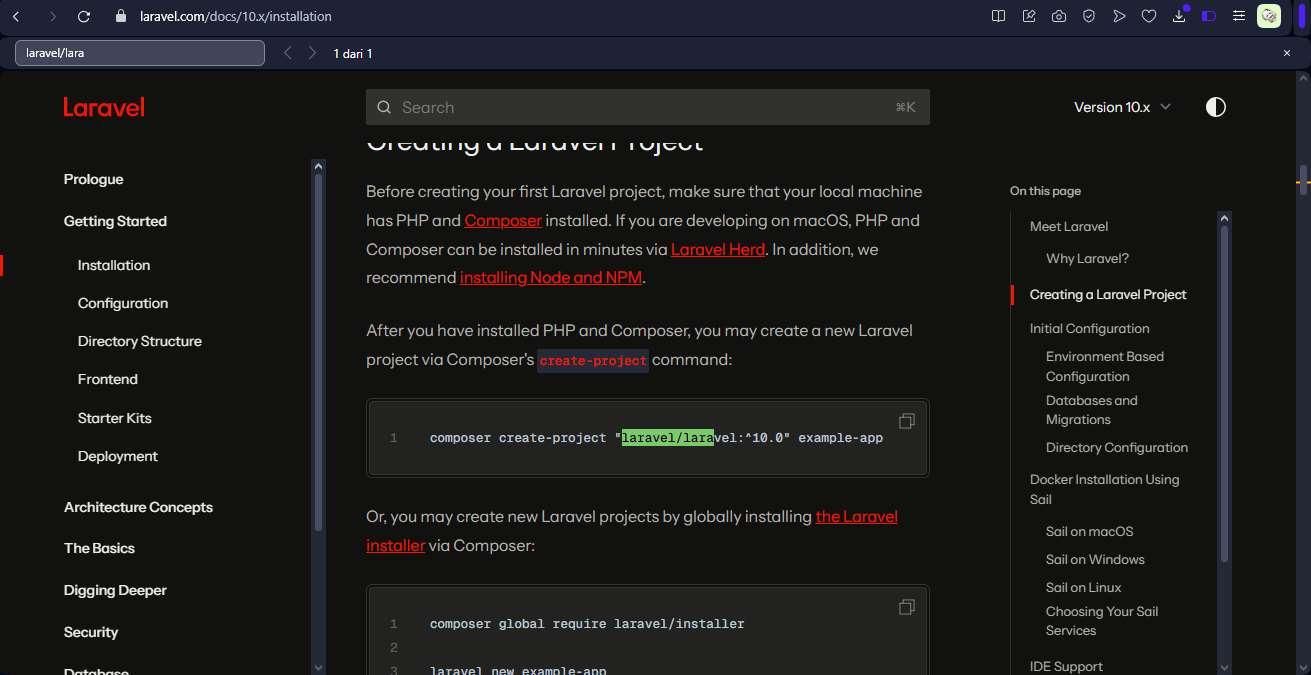 laravel.com/docs/10.x/installation
laravel/lara
1 dari 1
Laravel
Search
⌘K
Version 10.x
Prologue
Getting Started
Installation
Configuration
Directory Structure
Frontend
Starter Kits
Deployment
Architecture Concepts
The Basics
Digging Deeper
Security
Database
Creating a Laravel Project
Before creating your first Laravel project, make sure that your local machine
has PHP and Composer installed. If you are developing on macOS, PHP and
Composer can be installed in minutes via Laravel Herd. In addition, we
recommend installing Node and NPM.
After you have installed PHP and Composer, you may create a new Laravel
project via Composer's create-project command:
1 composer create-project "laravel/laravel:^10.0" example-app
Or, you may create new Laravel projects by globally installing the Laravel
installer via Composer:
1 composer global require laravel/installer
2
3 laravel new example-app
On this page
Meet Laravel
Why Laravel?
Creating a Laravel Project
Initial Configuration
Environment Based
Configuration
Databases and
Migrations
Directory Configuration
Docker Installation Using
Sail
Sail on macOS
Sail on Windows
Sail on Linux
Choosing Your Sail
Services
IDE Support